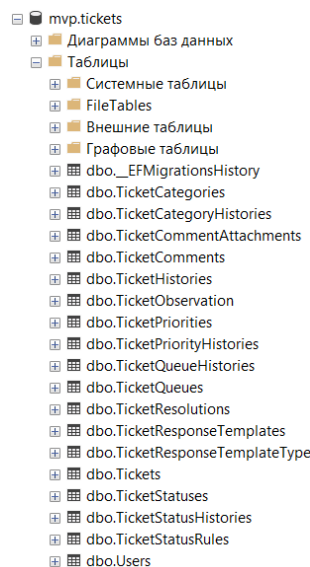 mvp.tickets
Диаграммы баз данных
Таблицы
Системные таблицы
FileTables
Внешние таблицы
Графовые таблицы
dbo.__EFMigrationsHistory
dbo.TicketCategories
dbo.TicketCategoryHistories
dbo.TicketCommentAttachments
dbo.TicketComments
dbo.TicketHistories
dbo.TicketObservation
dbo.TicketPriorities
dbo.TicketPriorityHistories
dbo.TicketQueueHistories
dbo.TicketQueues
dbo.TicketResolutions
dbo.TicketResponseTemplates
dbo.TicketResponseTemplateType
dbo.Tickets
dbo.TicketStatuses
dbo.TicketStatusHistories
dbo.TicketStatusRules
dbo.Users